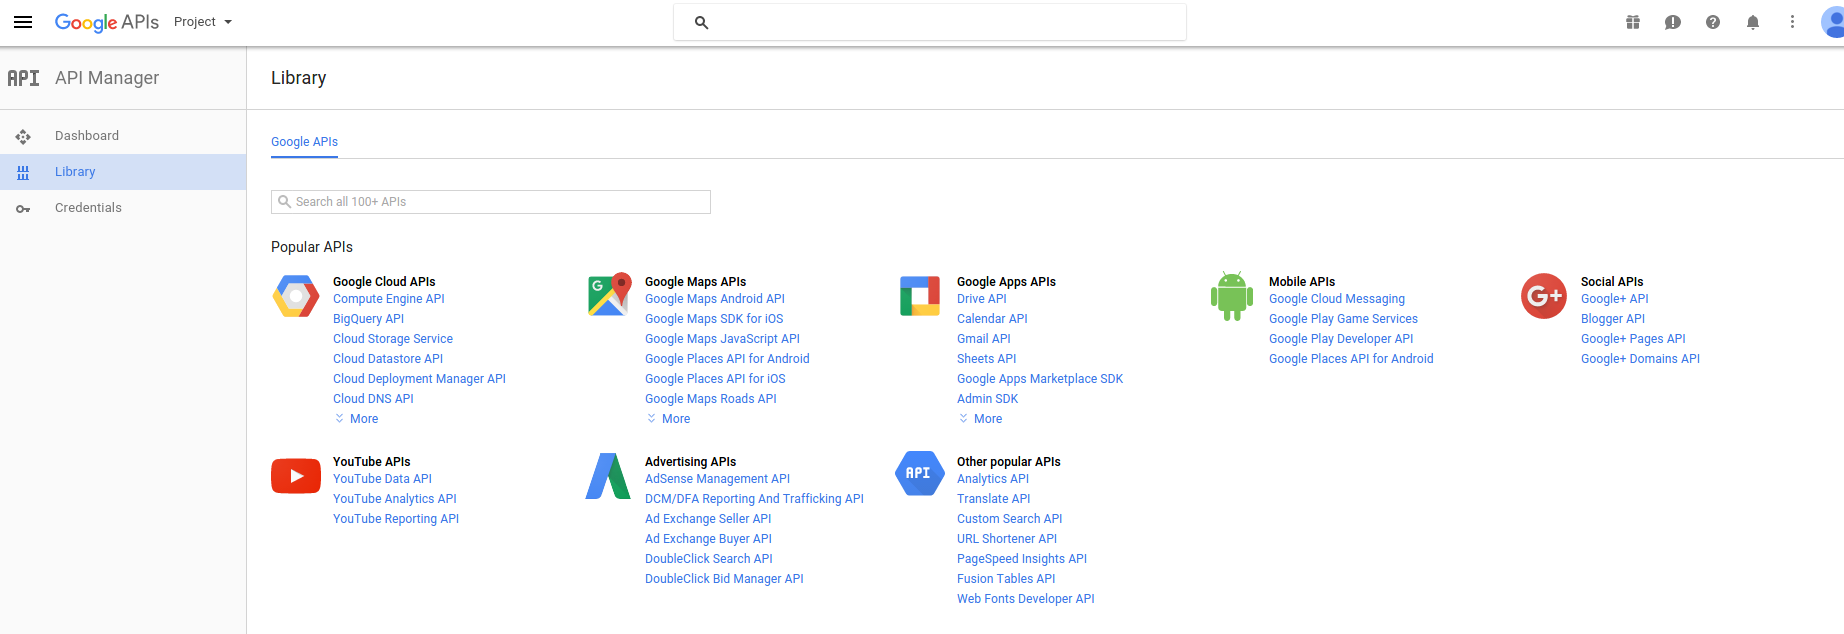 Google APIs Project
API API Manager
Library
Dashboard
Library
Credentials
Google APIs
Search all 100+ APIs
Popular APIs
Google Cloud APIs
Compute Engine API
BigQuery API
Cloud Storage Service
Cloud Datastore API
Cloud Deployment Manager API
Cloud DNS API
More
G
Google Maps APIs
Google Maps Android API
Google Maps SDK for iOS
Google Maps JavaScript API
Google Places API for Android
Google Places API for iOS
Google Maps Roads API
More
Google Apps APIs
Drive API
Calendar API
Gmail API
Sheets API
Google Apps Marketplace SDK
Admin SDK
More
Mobile APIs
Google Cloud Messaging
Google Play Game Services
Google Play Developer API
Google Places API for Android
G+
Social APIs
Google+ API
Blogger API
Google+ Pages API
Google+ Domains API
YouTube APIs
YouTube Data API
YouTube Analytics API
YouTube Reporting API
Advertising APIs
AdSense Management API
DCM/DFA Reporting And Trafficking API
Ad Exchange Seller API
Ad Exchange Buyer API
DoubleClick Search API
DoubleClick Bid Manager API
API
Other popular APIs
Analytics API
Translate API
Custom Search API
URL Shortener API
PageSpeed Insights API
Fusion Tables API
Web Fonts Developer API